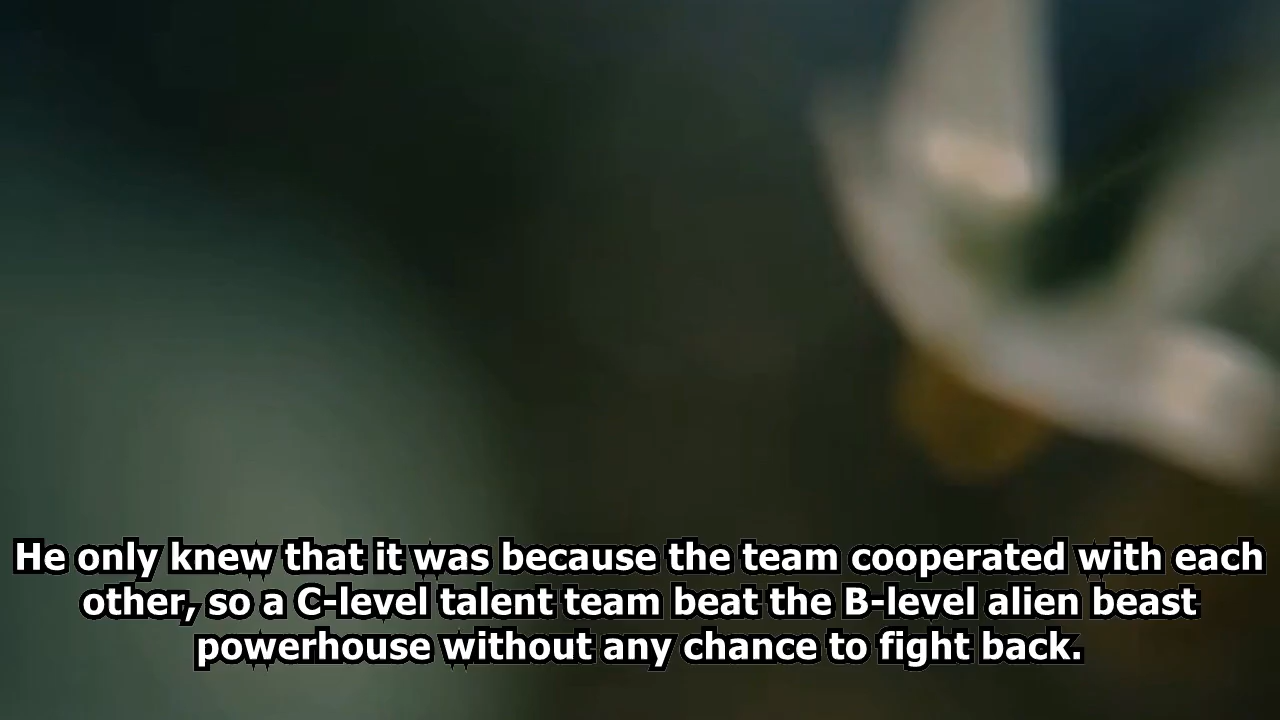 He only knew that it was because the team cooperated with each
other, so a C-level talent team beat the B-level alien beast
powerhouse without any chance to fight back.